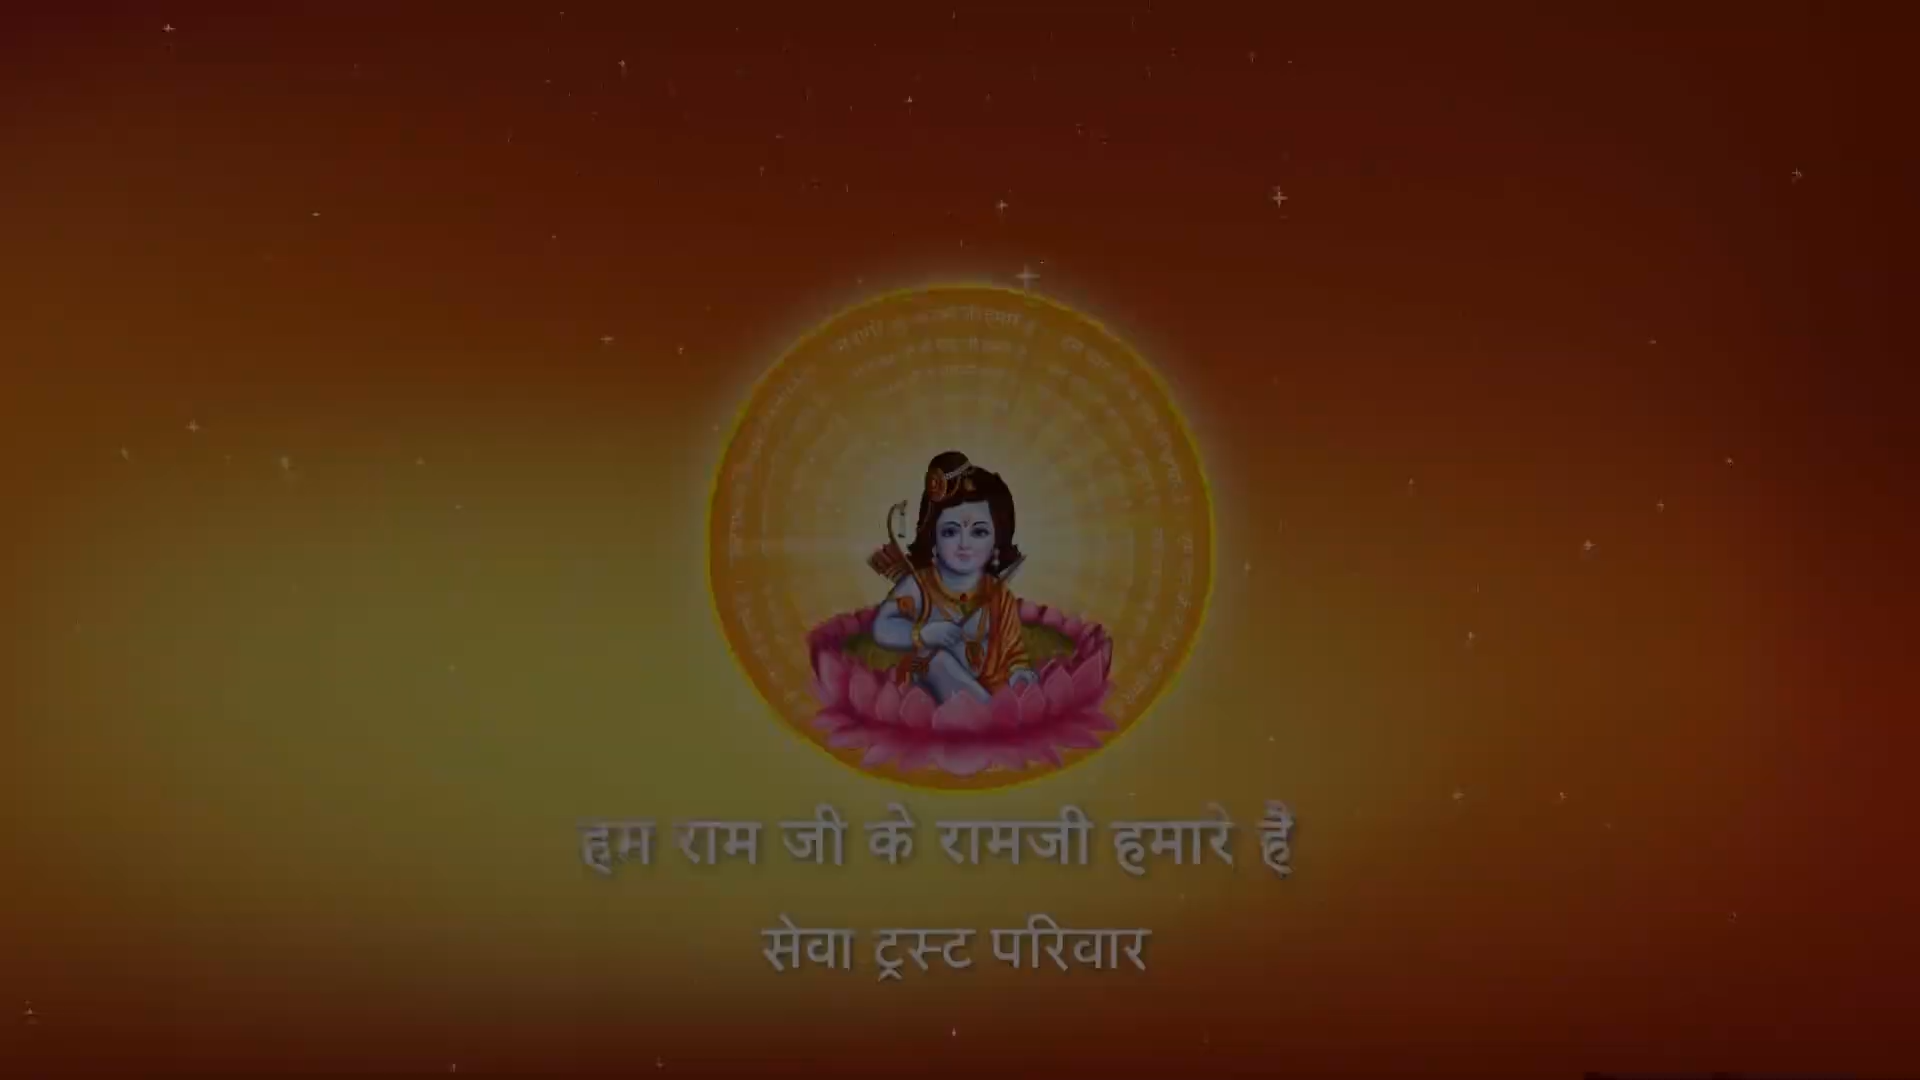 हम राम जी के रामजी हमारे है
सेवा ट्रस्ट परिवार